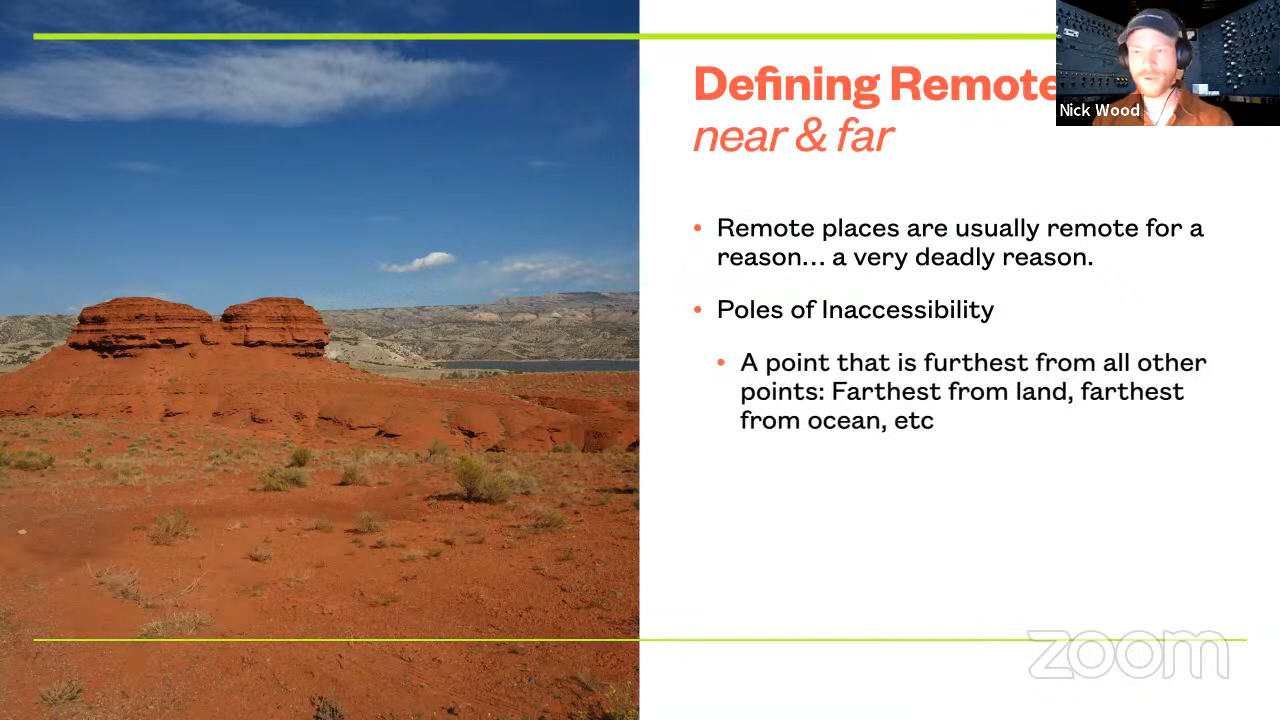 Defining Remote
near & far
Nick Wood
• Remote places are usually remote for a
reason... a very deadly reason.
• Poles of Inaccessibility
• A point that is furthest from all other
points: Farthest from land, farthest
from ocean, etc
zoom